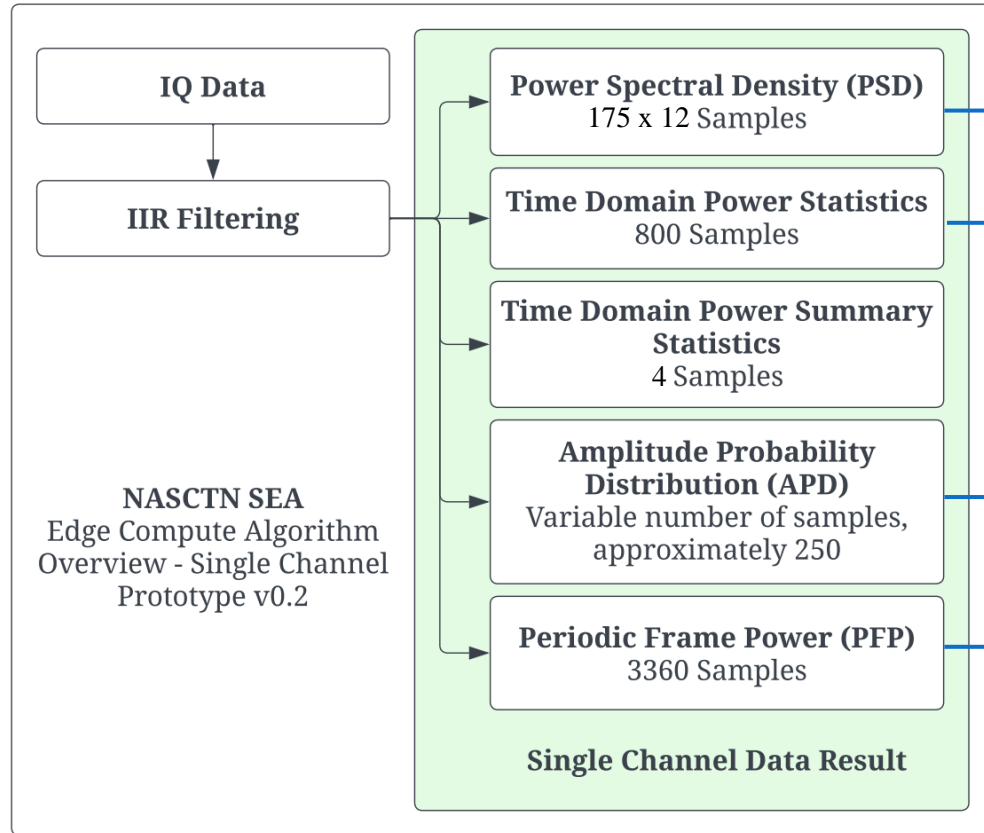 IQ Data
IIR Filtering
NASCTN SEA
Edge Compute Algorithm
Overview - Single Channel
Prototype v0.2
Power Spectral Density (PSD)
175 x 12 Samples
Time Domain Power Statistics
800 Samples
Time Domain Power Summary
Statistics
4 Samples
Amplitude Probability
Distribution (APD)
Variable number of samples,
approximately 250
Periodic Frame Power (PFP)
3360 Samples
Single Channel Data Result